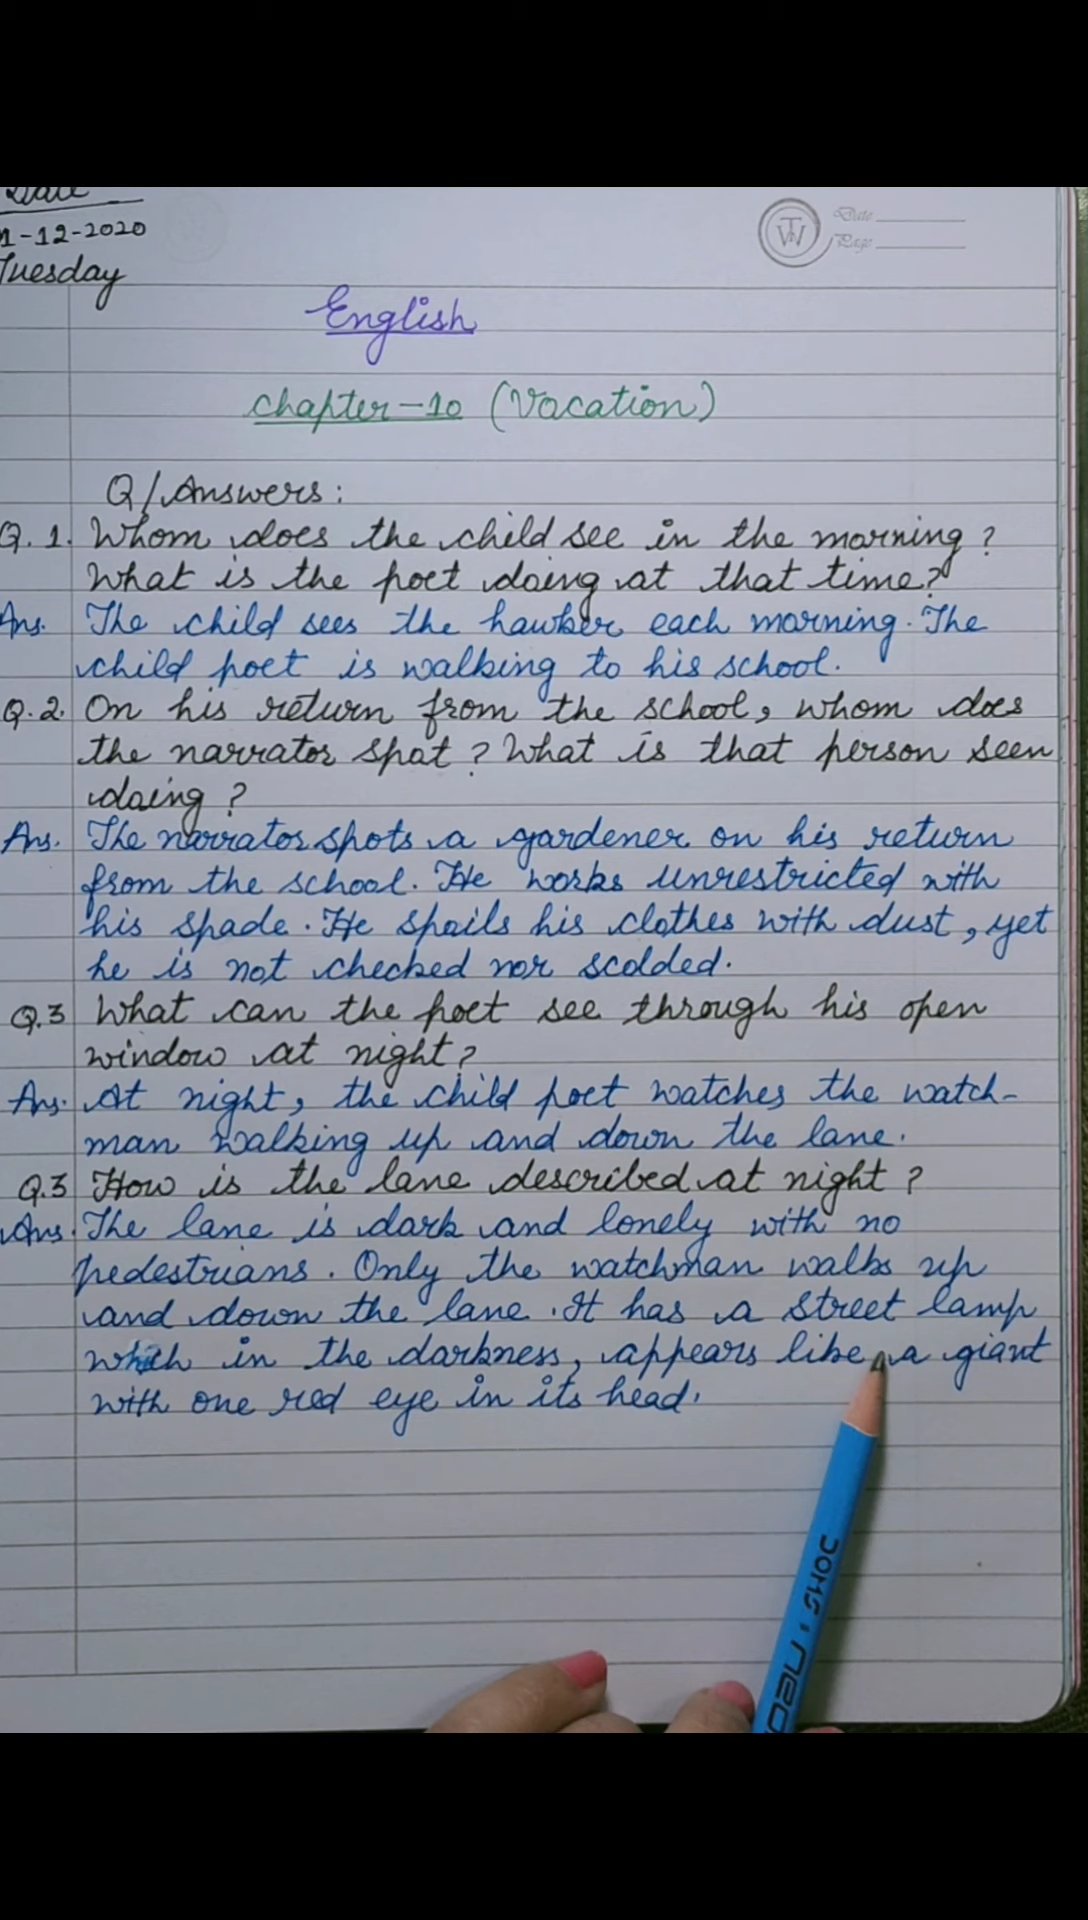 Date
1-12-2020
Tuesday
Date
Page
English
Chapter-10 (Vacation)
Q/Answers:
Q.1. Whom does the child see in the morning?
What is the poet doing at that time?
Ans. The child sees the hawker each morning. The
child poet is walking to his school.
Q.2. On his return from the school, whom does
the narrator spot? What is that person seen
doing?
Ans. The narrator spots a gardener on his return
from the school. He works unrestricted with
his spade. He spoils his clothes with dust, yet
he is not checked nor scolded.
Q.3 What can the poet see through his open
window at night?
Ans. At night, the child poet watches the watch-
man walking up and down the lane.
Q.3 How is the lane described at night?
Ans. The lane is dark and lonely with no
pedestrians. Only the watchman walks up
and down the lane. It has a street lamp
which in the darkness, appears like a giant
with one red eye in its head.
DOMS neo